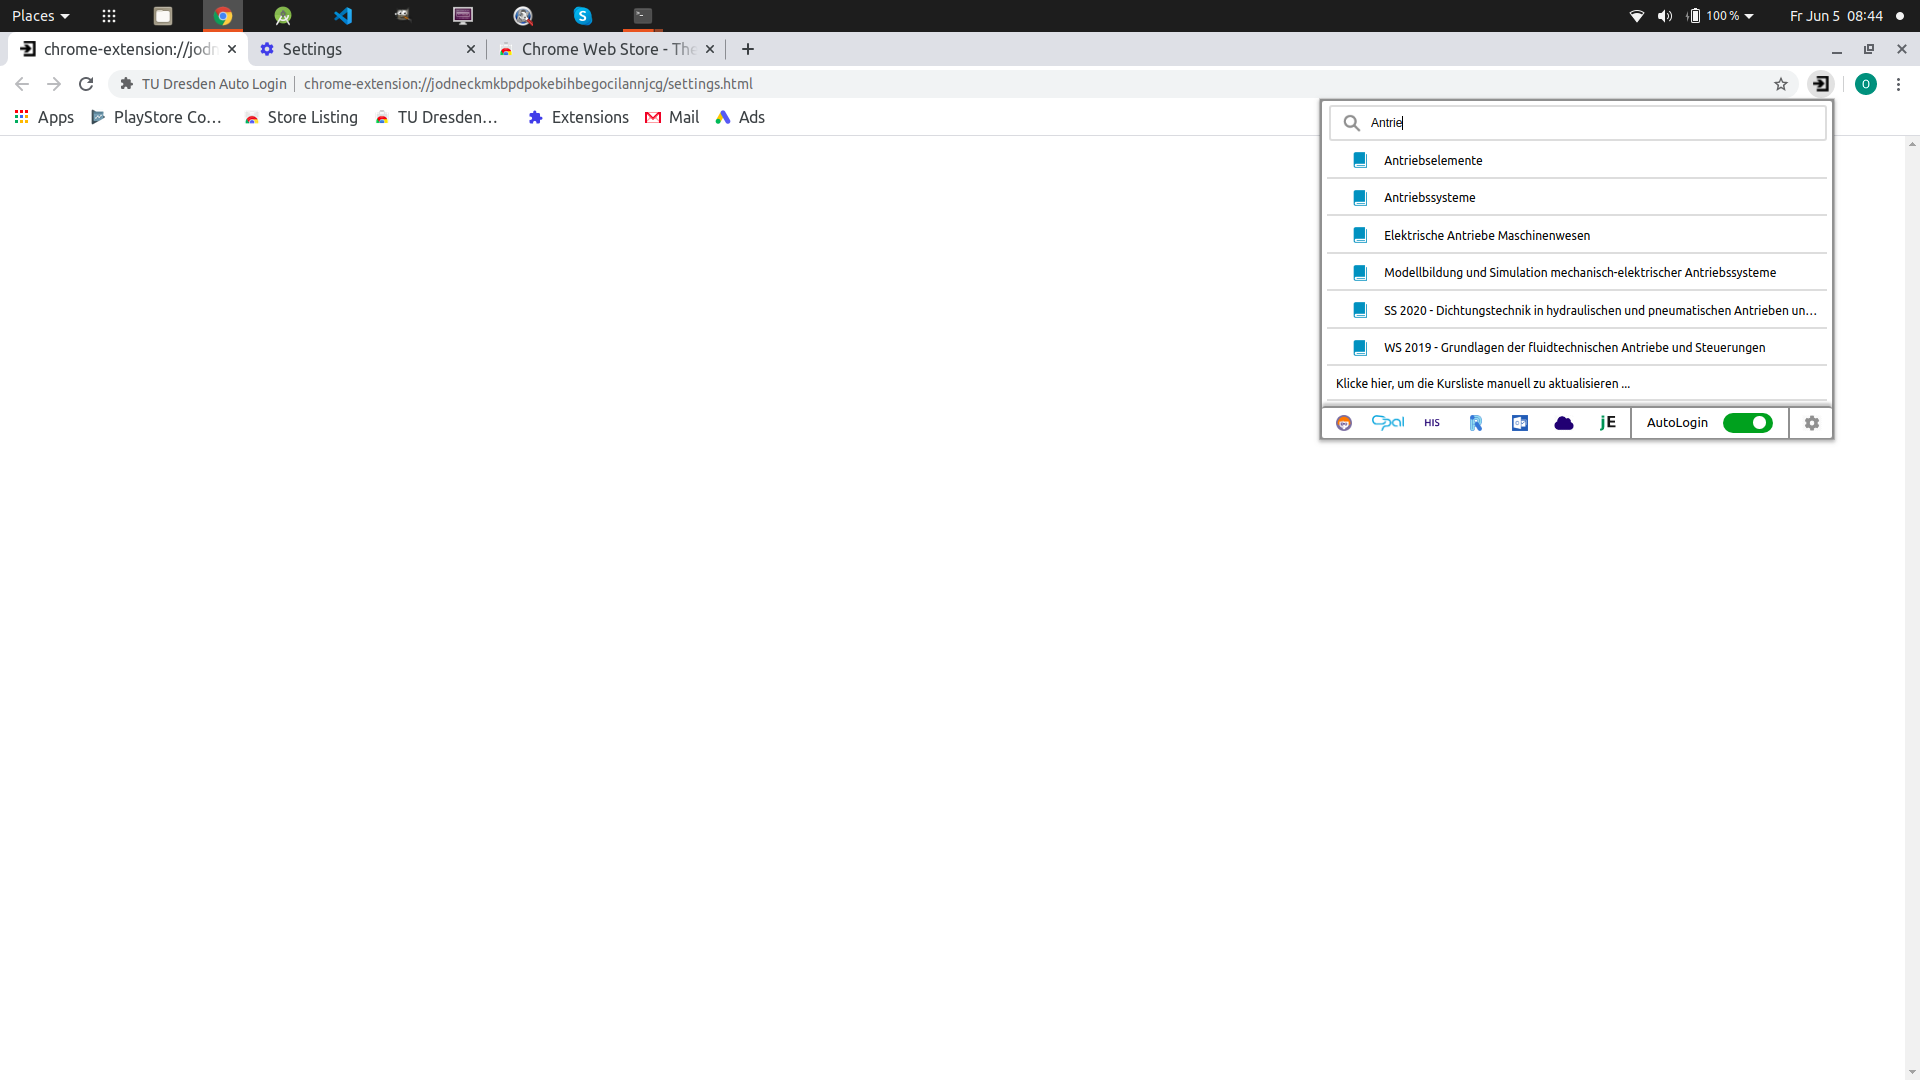 Places
100 %
Fr Jun 5 08:44
chrome-extension://jodn
Settings
Chrome Web Store - The
TU Dresden Auto Login
chrome-extension://jodneckmkbpdpokebihbegocilannjcg/settings.html
O
Apps
PlayStore Co…
Store Listing
TU Dresden…
Extensions
Mail
Ads
Antrie
Antriebselemente
Antriebssysteme
Elektrische Antriebe Maschinenwesen
Modellbildung und Simulation mechanisch-elektrischer Antriebssysteme
SS 2020 - Dichtungstechnik in hydraulischen und pneumatischen Antrieben un…
WS 2019 - Grundlagen der fluidtechnischen Antriebe und Steuerungen
Klicke hier, um die Kursliste manuell zu aktualisieren ...
Opal
HIS
R
jE
AutoLogin